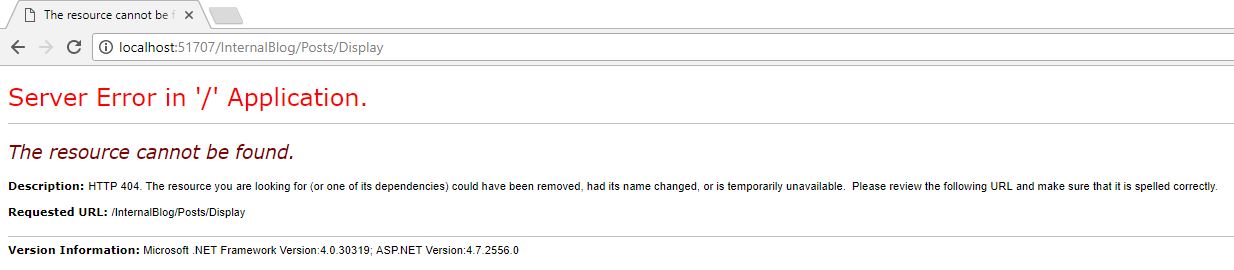 The resource cannot be f
localhost:51707/InternalBlog/Posts/Display
Server Error in '/' Application.
The resource cannot be found.
Description: HTTP 404. The resource you are looking for (or one of its dependencies) could have been removed, had its name changed, or is temporarily unavailable.  Please review the following URL and make sure that it is spelled correctly.
Requested URL: /InternalBlog/Posts/Display
Version Information: Microsoft .NET Framework Version:4.0.30319; ASP.NET Version:4.7.2556.0